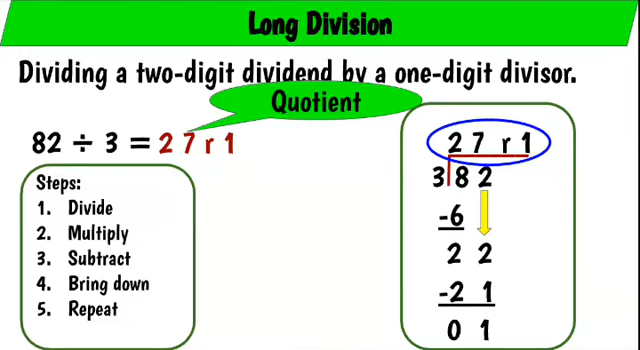 Long Division
Dividing a two-digit dividend by a one-digit divisor.
Quotient
82 ÷ 3 = 2 7 r 1
Steps:
1. Divide
2. Multiply
3. Subtract
4. Bring down
5. Repeat
2 7 r 1
3 8 2
-6
2 2
-2 1
0 1